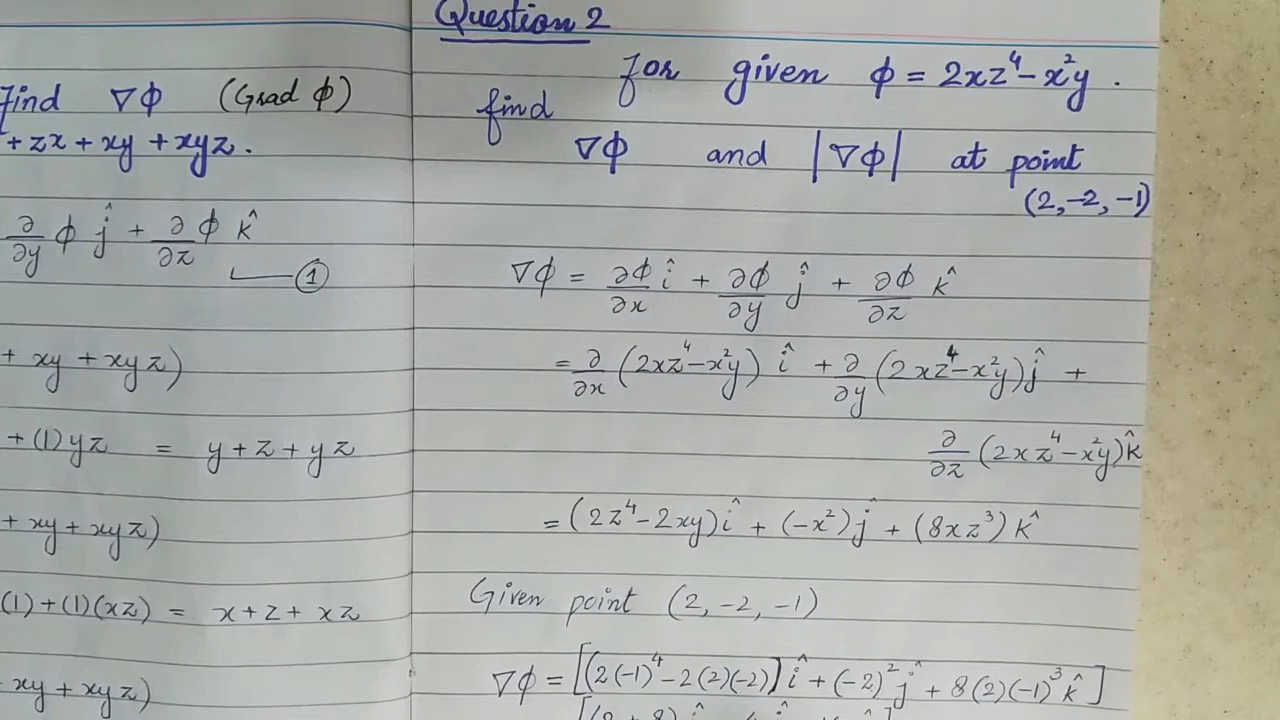 Find ∇ϕ (Grad ϕ)
+ zx + xy + xyz.
∂/∂y ϕ ĵ + ∂/∂z ϕ k̂
①
+ xy + xyz)
+ (1) yz = y + z + yz
+ xy + xyz)
(1) + (1)(xz) = x + z + xz
xy + xyz)
Question 2
for given ϕ = 2xz⁴ - x²y .
find
∇ϕ and |∇ϕ| at point
(2, -2, -1)
∇ϕ = ∂ϕ/∂x î + ∂ϕ/∂y ĵ + ∂ϕ/∂z k̂
= ∂/∂x (2xz⁴ - x²y) î + ∂/∂y (2xz⁴ - x²y) ĵ +
∂/∂z (2xz⁴ - x²y) k̂
= (2z⁴ - 2xy) î + (-x²) ĵ + (8xz³) k̂
Given point (2, -2, -1)
∇ϕ = [(2(-1)⁴ - 2(2)(-2)] î + (-2)² ĵ + 8(2)(-1)³ k̂ ]